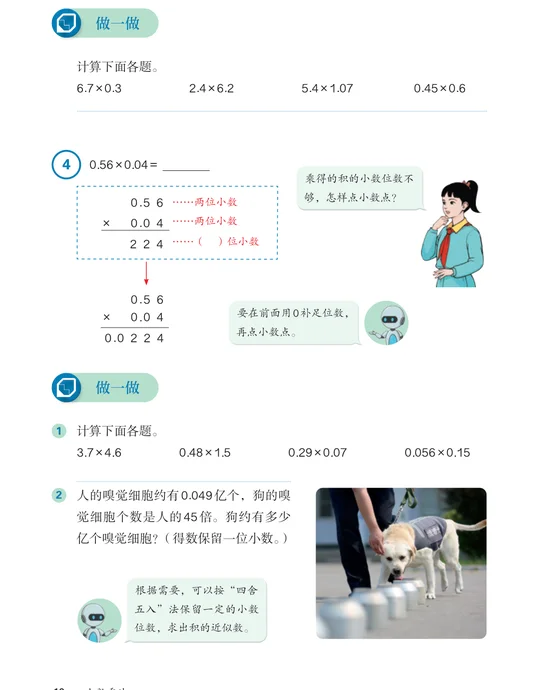 做一做
计算下面各题。
6.7×0.3 2.4×6.2 5.4×1.07 0.45×0.6
4 0.56×0.04=
乘得的积的小数位数不
够，怎样点小数点？
0.5 6 ……两位小数
× 0.0 4 ……两位小数
2 2 4 ……（ ）位小数
0.5 6
× 0.0 4
0.0 2 2 4
要在前面用0补足位数，
再点小数点。
做一做
1 计算下面各题。
3.7×4.6 0.48×1.5 0.29×0.07 0.056×0.15
2 人的嗅觉细胞约有0.049亿个，狗的嗅
觉细胞个数是人的45倍。狗约有多少
亿个嗅觉细胞？（得数保留一位小数。）
根据需要，可以按“四舍
五入”法保留一定的小数
位数，求出积的近似数。